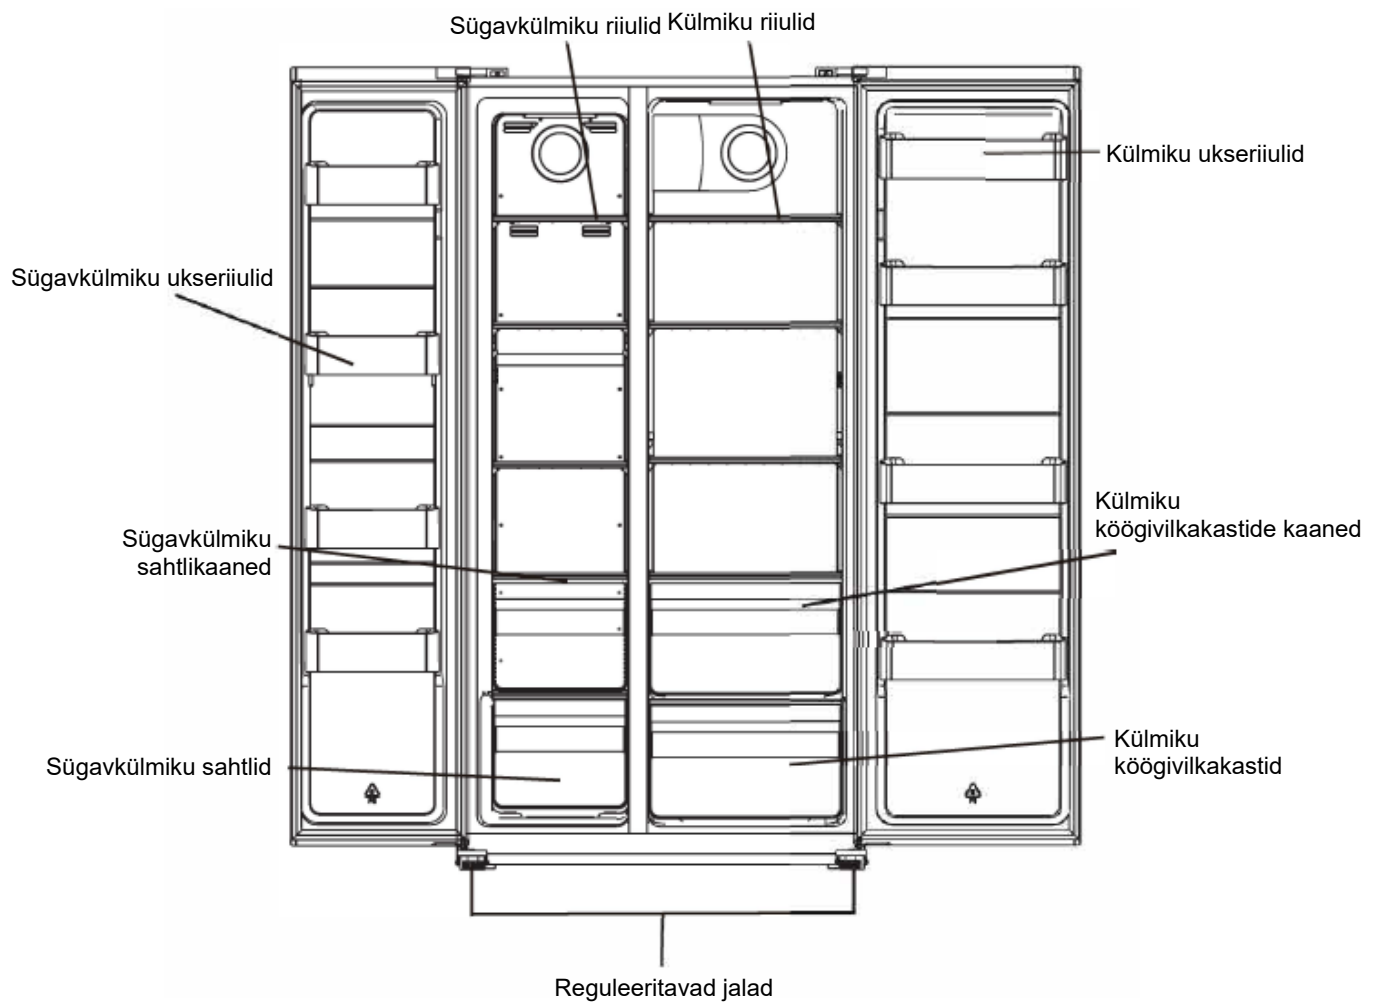 Sügavkülmiku riiulid
Külmiku riiulid
Külmiku ukseriiulid
Sügavkülmiku ukseriiulid
Külmiku
köögivilkakastide kaaned
Sügavkülmiku
sahtlikaaned
Külmiku
köögivilkakastid
Sügavkülmiku sahtlid
Reguleeritavad jalad